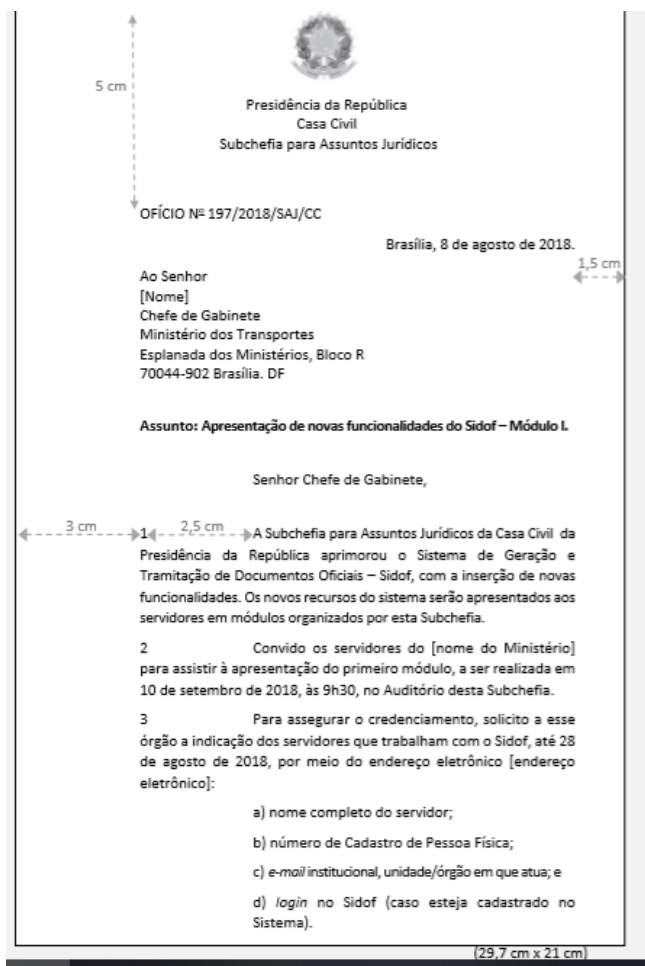 5 cm
Presidência da República
Casa Civil
Subchefia para Assuntos Jurídicos
OFÍCIO Nº 197/2018/SAJ/CC
Brasília, 8 de agosto de 2018.
1,5 cm
Ao Senhor
[Nome]
Chefe de Gabinete
Ministério dos Transportes
Esplanada dos Ministérios, Bloco R
70044-902 Brasília. DF
Assunto: Apresentação de novas funcionalidades do Sidof – Módulo I.
Senhor Chefe de Gabinete,
3 cm
2,5 cm
1 A Subchefia para Assuntos Jurídicos da Casa Civil da
Presidência da República aprimorou o Sistema de Geração e
Tramitação de Documentos Oficiais – Sidof, com a inserção de novas
funcionalidades. Os novos recursos do sistema serão apresentados aos
servidores em módulos organizados por esta Subchefia.
2 Convido os servidores do [nome do Ministério]
para assistir à apresentação do primeiro módulo, a ser realizada em
10 de setembro de 2018, às 9h30, no Auditório desta Subchefia.
3 Para assegurar o credenciamento, solicito a esse
órgão a indicação dos servidores que trabalham com o Sidof, até 28
de agosto de 2018, por meio do endereço eletrônico [endereço
eletrônico]:
a) nome completo do servidor;
b) número de Cadastro de Pessoa Física;
c) e-mail institucional, unidade/órgão em que atua; e
d) login no Sidof (caso esteja cadastrado no
Sistema).
(29,7 cm x 21 cm)